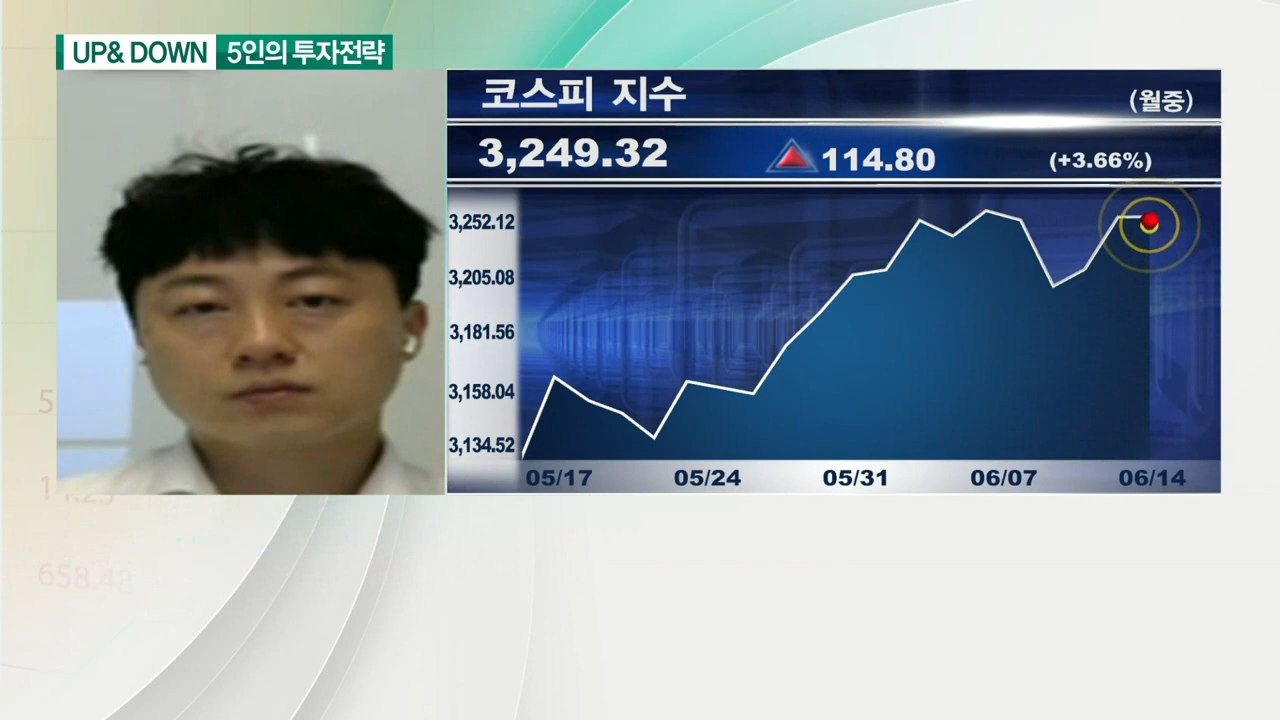 UP& DOWN 5인의 투자전략
코스피 지수 (월중)
3,249.32 114.80 (+3.66%)
3,252.12
3,205.08
3,181.56
3,158.04
3,134.52
05/17 05/24 05/31 06/07 06/14
658.48